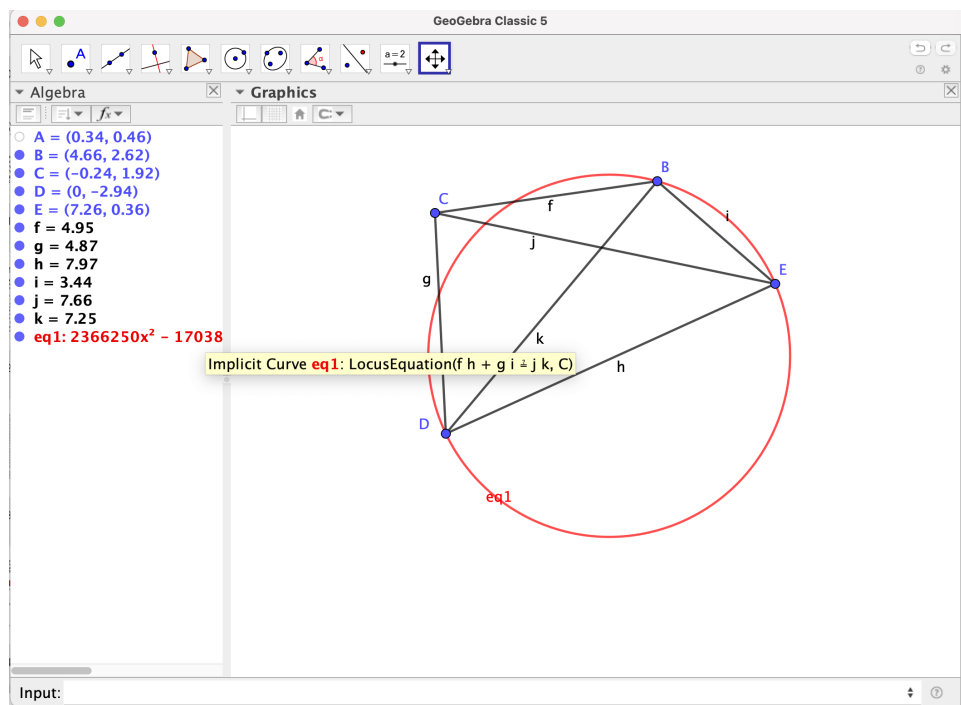 GeoGebra Classic 5
A
a=2
Algebra
Graphics
fx
A = (0.34, 0.46)
B = (4.66, 2.62)
C = (-0.24, 1.92)
D = (0, -2.94)
E = (7.26, 0.36)
f = 4.95
g = 4.87
h = 7.97
i = 3.44
j = 7.66
k = 7.25
eq1: 2366250x² − 17038
Implicit Curve eq1: LocusEquation(f h + g i ≟ j k, C)
B
C
f
i
j
E
g
k
h
D
eq1
Input: